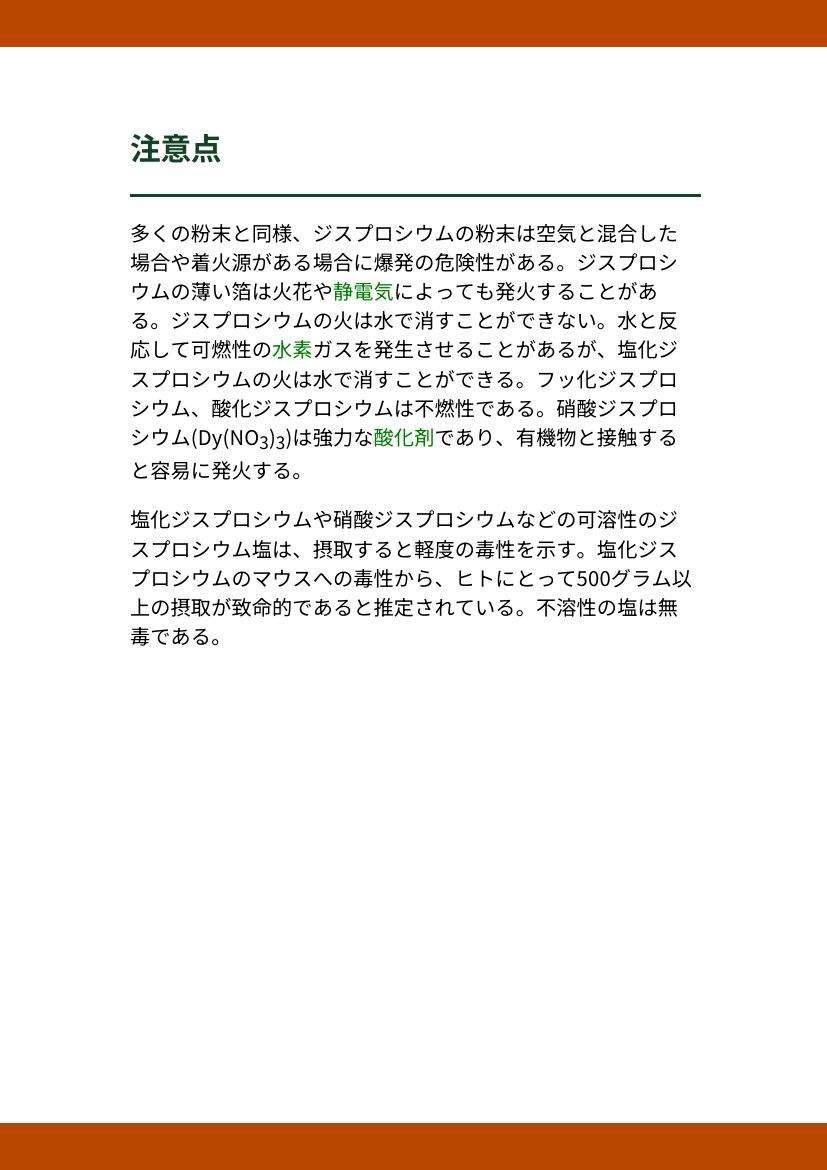 注意点
多くの粉末と同様、ジスプロシウムの粉末は空気と混合した
場合や着火源がある場合に爆発の危険性がある。ジスプロシ
ウムの薄い箔は火花や静電気によっても発火することがあ
る。ジスプロシウムの火は水で消すことができない。水と反
応して可燃性の水素ガスを発生させることがあるが、塩化ジ
スプロシウムの火は水で消すことができる。フッ化ジスプロ
シウム、酸化ジスプロシウムは不燃性である。硝酸ジスプロ
シウム(Dy(NO3)3)は強力な酸化剤であり、有機物と接触する
と容易に発火する。
塩化ジスプロシウムや硝酸ジスプロシウムなどの可溶性のジ
スプロシウム塩は、摂取すると軽度の毒性を示す。塩化ジス
プロシウムのマウスへの毒性から、ヒトにとって500グラム以
上の摂取が致命的であると推定されている。不溶性の塩は無
毒である。